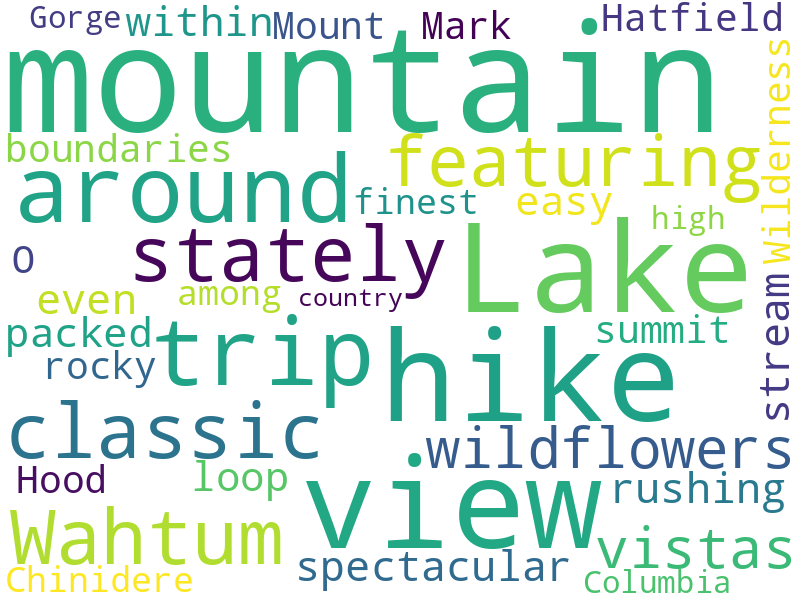 Gorge within Mount Mark Hatfield
mountain
Wilderness
boundaries featuring
around finest easy
high
O stately Lake
even among country
stream
packed trip hike summit
rocky
classic wildflowers
Hood loop view rushing
Wahtum vistas
Chinidere spectacular Columbia